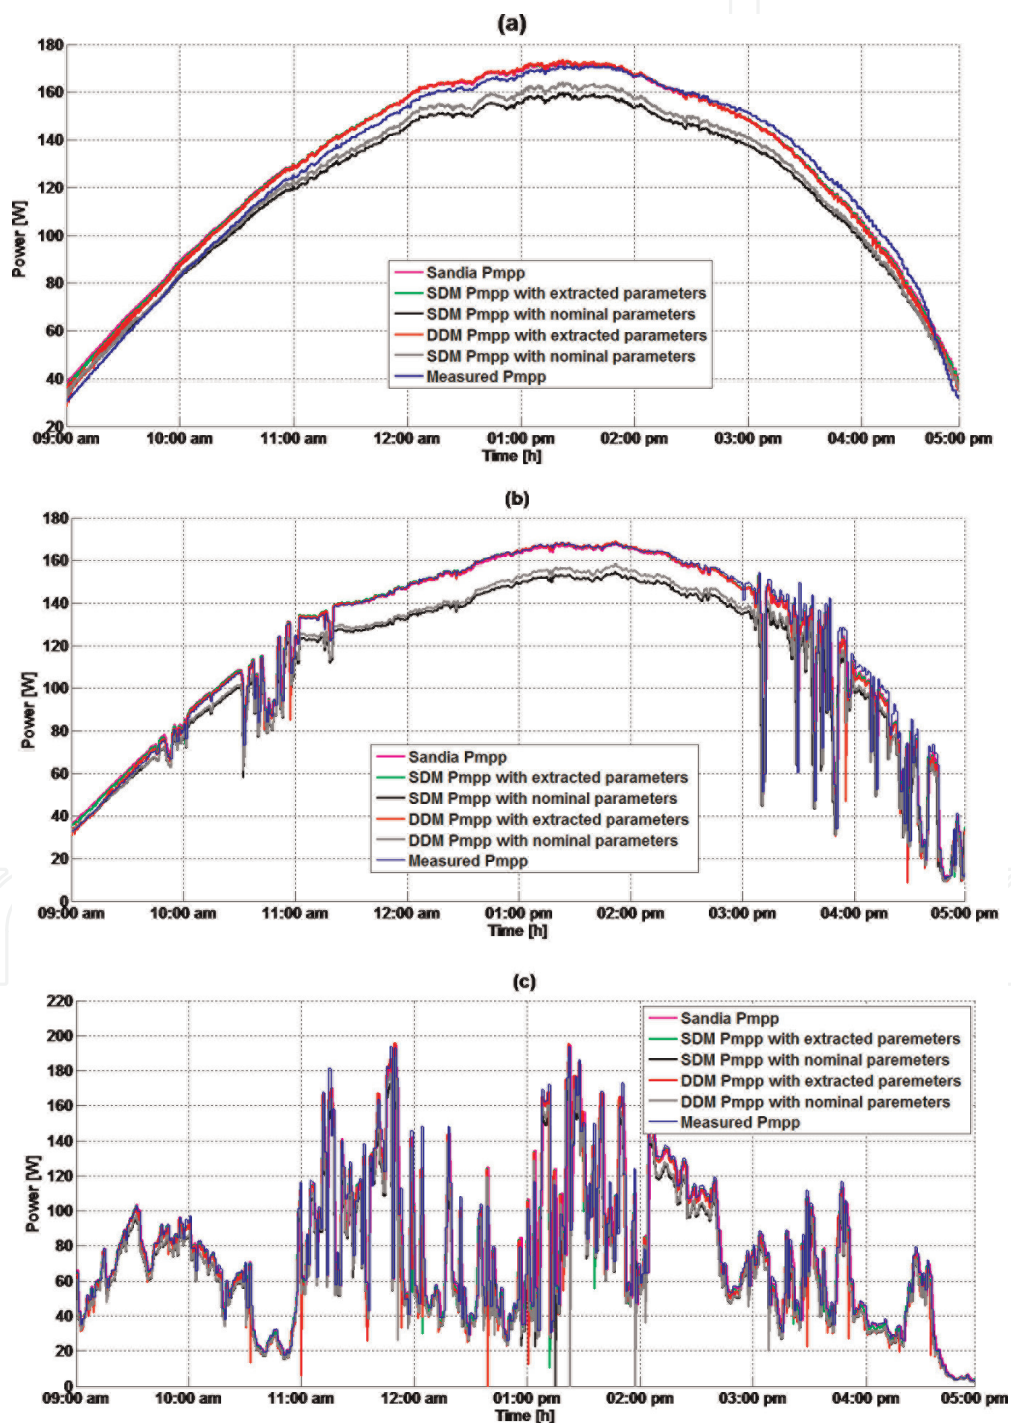 (a)
180
160
140
120
100
80
60
40
20
Power [W]
Sandia Pmpp
SDM Pmpp with extracted parameters
SDM Pmpp with nominal parameters
DDM Pmpp with extracted parameters
SDM Pmpp with nominal parameters
Measured Pmpp
09:00 am 10:00 am 11:00 am 12:00 am 01:00 pm 02:00 pm 03:00 pm 04:00 pm 05:00 pm
Time [h]
(b)
180
160
140
120
100
80
60
40
20
0
Power [W]
Sandia Pmpp
SDM Pmpp with extracted parameters
SDM Pmpp with nominal parameters
DDM Pmpp with extracted parameters
DDM Pmpp with nominal parameters
Measured Pmpp
09:00 am 10:00 am 11:00 am 12:00 am 01:00 pm 02:00 pm 03:00 pm 04:00 pm 05:00 pm
Time [h]
(c)
220
200
180
160
140
120
100
80
60
40
20
0
Power [W]
Sandia Pmpp
SDM Pmpp with extracted paremeters
SDM Pmpp with nominal paremeters
DDM Pmpp with extracted paremeters
DDM Pmpp with nominal paremeters
Measured Pmpp
09:00 am 10:00 am 11:00 am 12:00 am 01:00 pm 02:00 pm 03:00 pm 04:00 pm 05:00 pm
Time [h]